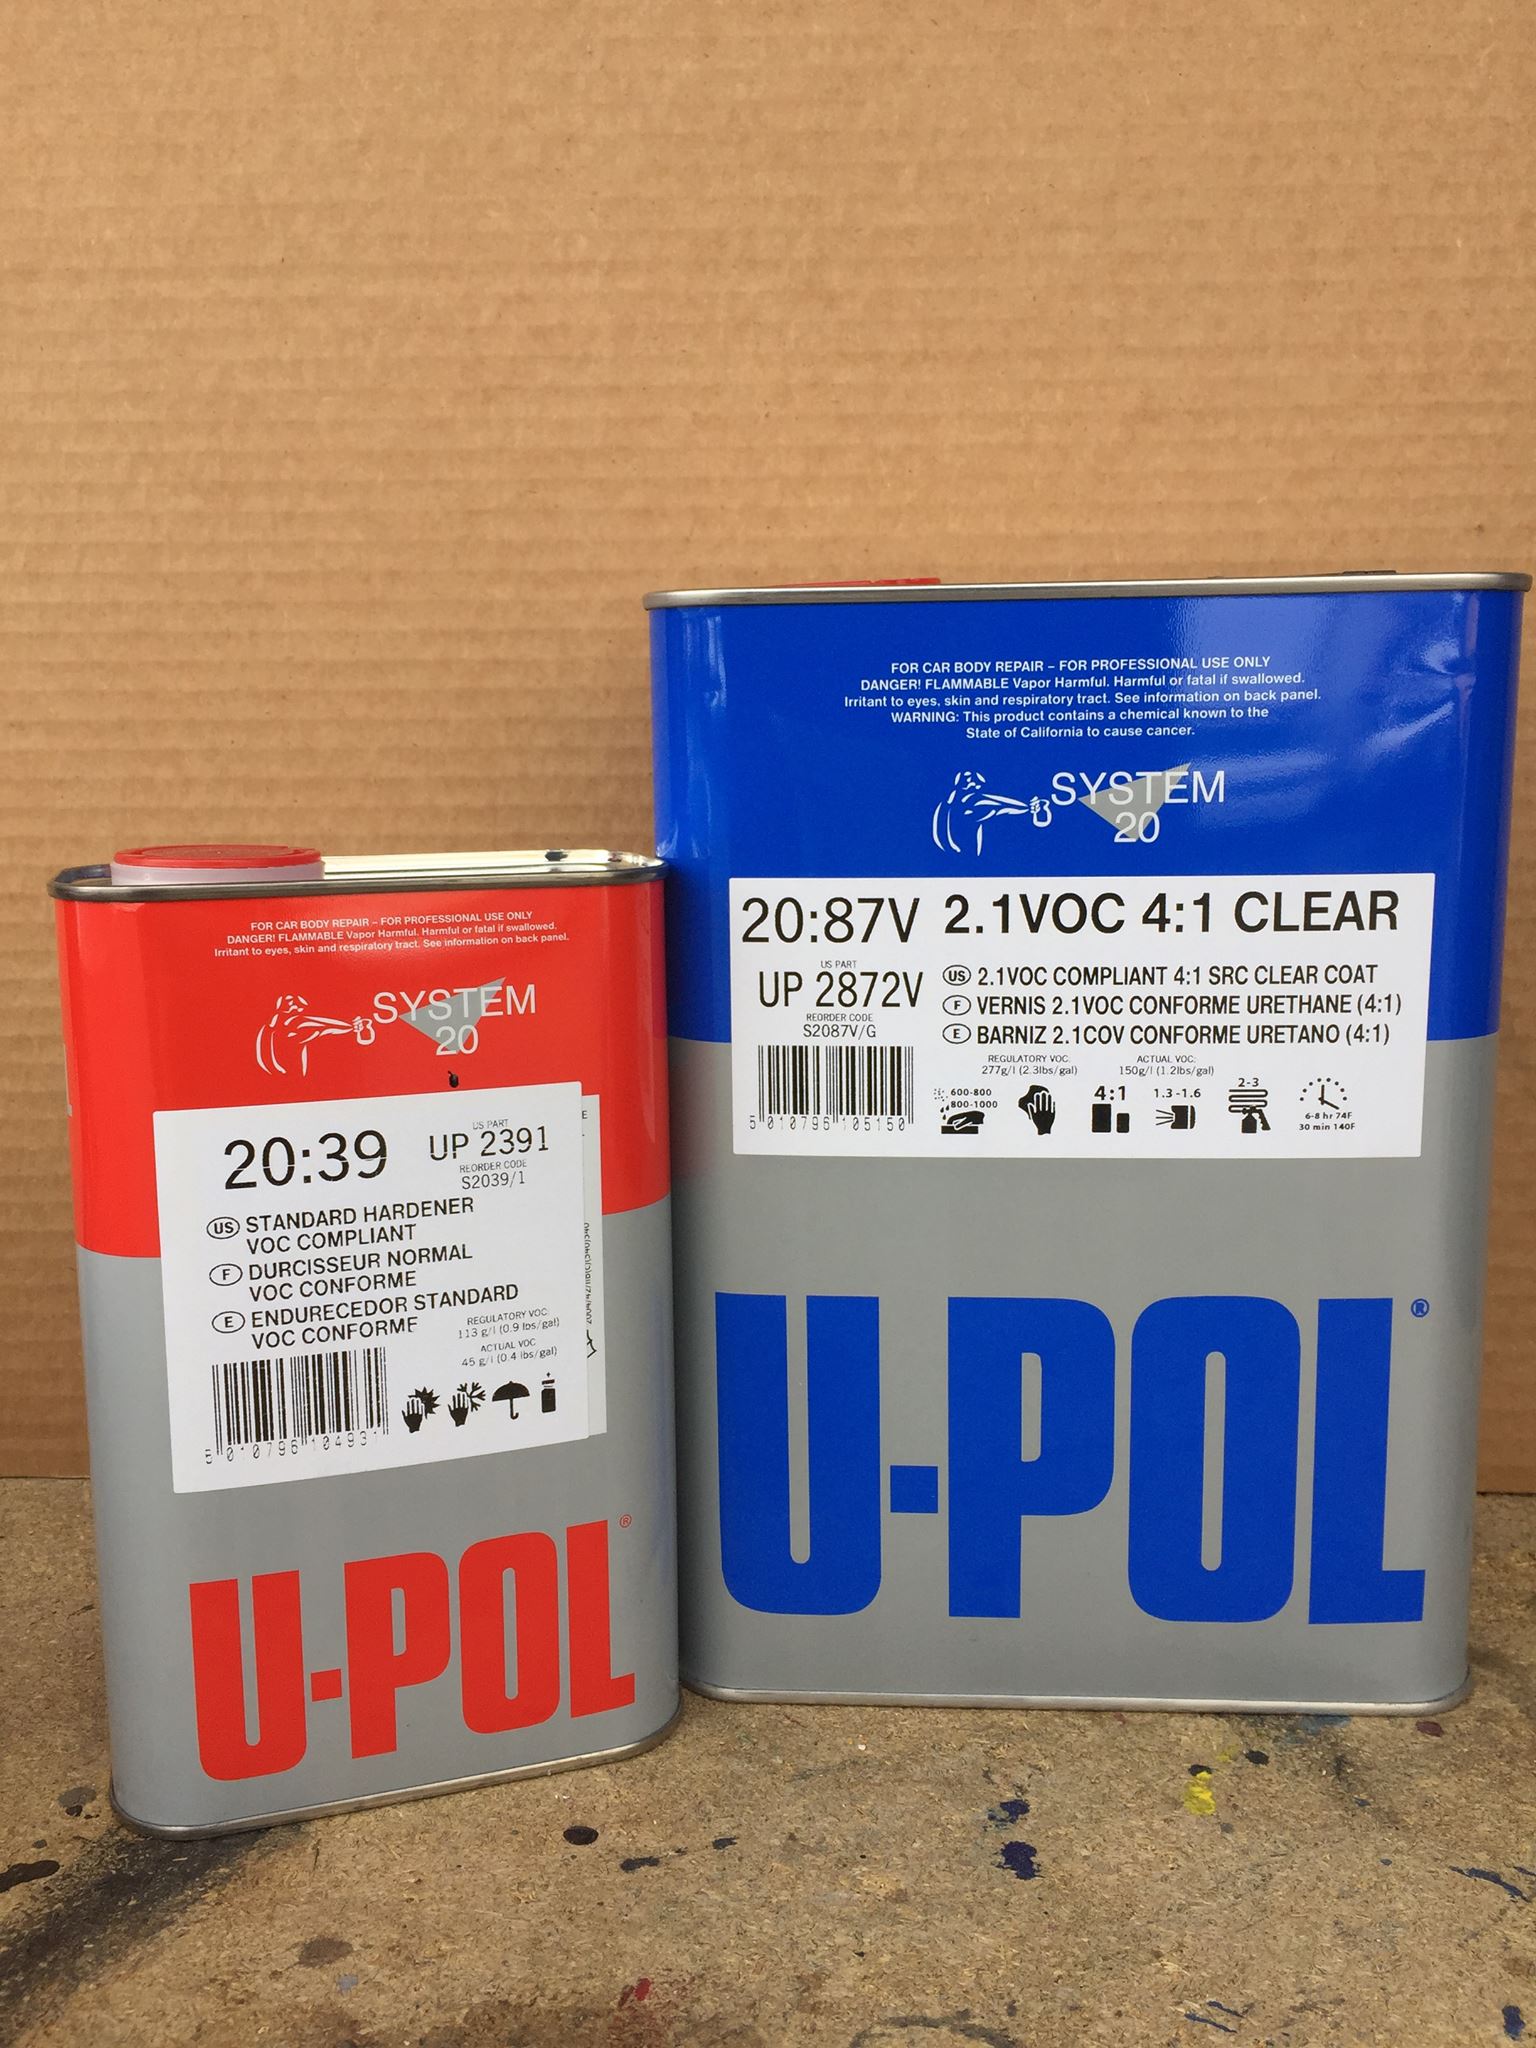 FOR CAR BODY REPAIR – FOR PROFESSIONAL USE ONLY
DANGER! FLAMMABLE Vapor Harmful. Harmful or fatal if swallowed.
Irritant to eyes, skin and respiratory tract. See information on back panel.
SYSTEM
20
20:39
US PART
UP 2391
REORDER CODE
S2039/1
US STANDARD HARDENER
VOC COMPLIANT
F DURCISSEUR NORMAL
VOC CONFORME
E ENDURECEDOR STANDARD
VOC CONFORME
REGULATORY VOC
113 g/l (0.9 lbs/gal)
ACTUAL VOC
45 g/l (0.4 lbs/gal)
5 010796 104931
U-POL®
FOR CAR BODY REPAIR – FOR PROFESSIONAL USE ONLY
DANGER! FLAMMABLE Vapor Harmful. Harmful or fatal if swallowed.
Irritant to eyes, skin and respiratory tract. See information on back panel.
WARNING: This product contains a chemical known to the
State of California to cause cancer.
SYSTEM
20
20:87V 2.1VOC 4:1 CLEAR
US PART
UP 2872V
REORDER CODE
S2087V/G
US 2.1VOC COMPLIANT 4:1 SRC CLEAR COAT
F VERNIS 2.1VOC CONFORME URETHANE (4:1)
E BARNIZ 2.1COV CONFORME URETANO (4:1)
REGULATORY VOC:
277g/l (2.3lbs/gal)
ACTUAL VOC:
150g/l (1.2lbs/gal)
600-800
800-1000
4:1
1.3-1.6
2-3
6-8 hr 74F
30 min 140F
5 010796 105150
U-POL®